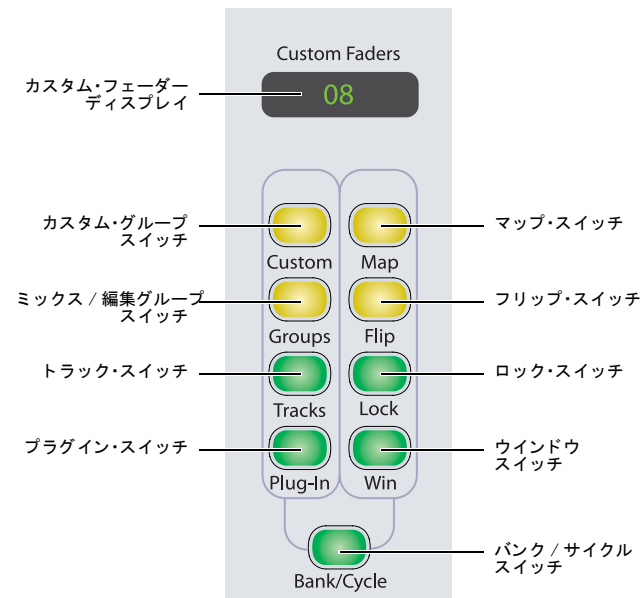 Custom Faders
カスタム・フェーダー
ディスプレイ
08
カスタム・グループ
スイッチ
マップ・スイッチ
Custom
Map
ミックス / 編集グループ
スイッチ
フリップ・スイッチ
Groups
Flip
トラック・スイッチ
ロック・スイッチ
Tracks
Lock
プラグイン・スイッチ
ウインドウ
スイッチ
Plug-In
Win
バンク / サイクル
スイッチ
Bank/Cycle